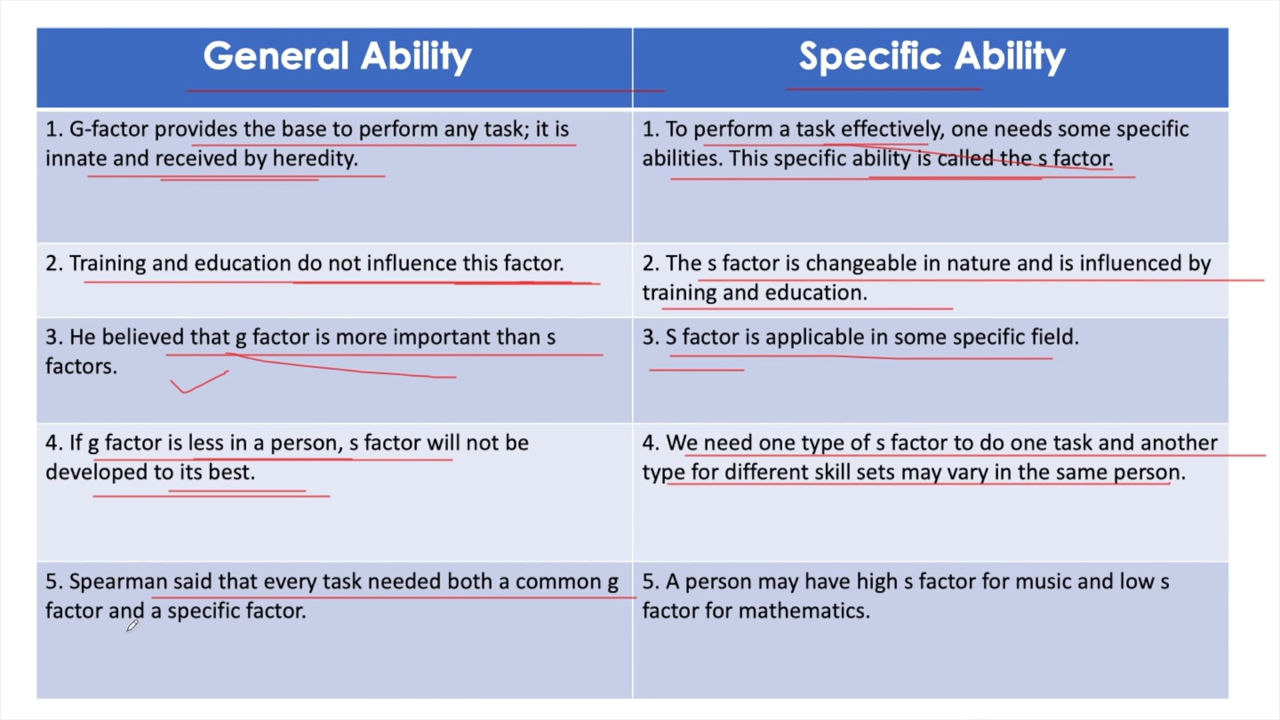 General Ability
Specific Ability
1. G-factor provides the base to perform any task; it is
innate and received by heredity.
1. To perform a task effectively, one needs some specific
abilities. This specific ability is called the s factor.
2. Training and education do not influence this factor.
2. The s factor is changeable in nature and is influenced by
training and education.
3. He believed that g factor is more important than s
factors.
3. S factor is applicable in some specific field.
4. If g factor is less in a person, s factor will not be
developed to its best.
4. We need one type of s factor to do one task and another
type for different skill sets may vary in the same person.
5. Spearman said that every task needed both a common g
factor and a specific factor.
5. A person may have high s factor for music and low s
factor for mathematics.